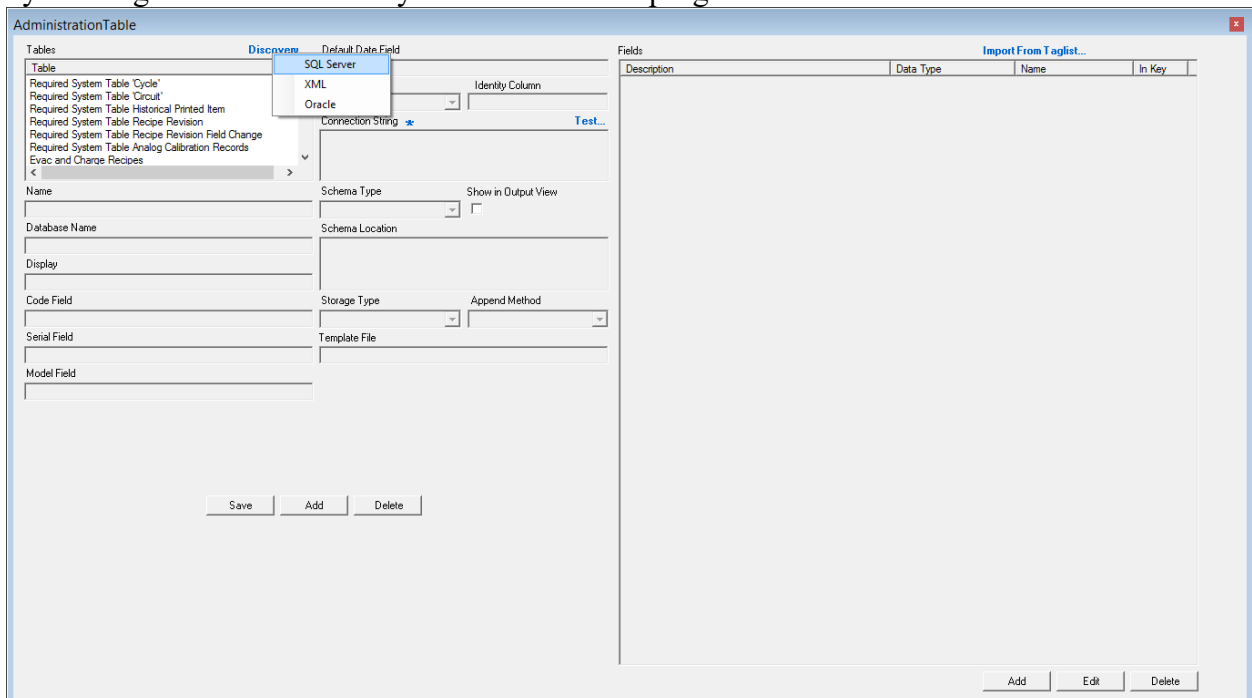 AdministrationTable
Tables Discovery
Table
Required System Table 'Cycle'
Required System Table 'Circuit'
Required System Table Historical Printed Item
Required System Table Recipe Revision
Required System Table Recipe Revision Field Change
Required System Table Analog Calibration Records
Evac and Charge Recipes
SQL Server
XML
Oracle
Name
Database Name
Display
Code Field
Serial Field
Model Field
Default Date Field
Identity Column
Connection String * Test...
Schema Type Show in Output View
Schema Location
Storage Type Append Method
Template File
Save Add Delete
Fields Import From Taglist...
Description Data Type Name In Key
Add Edit Delete